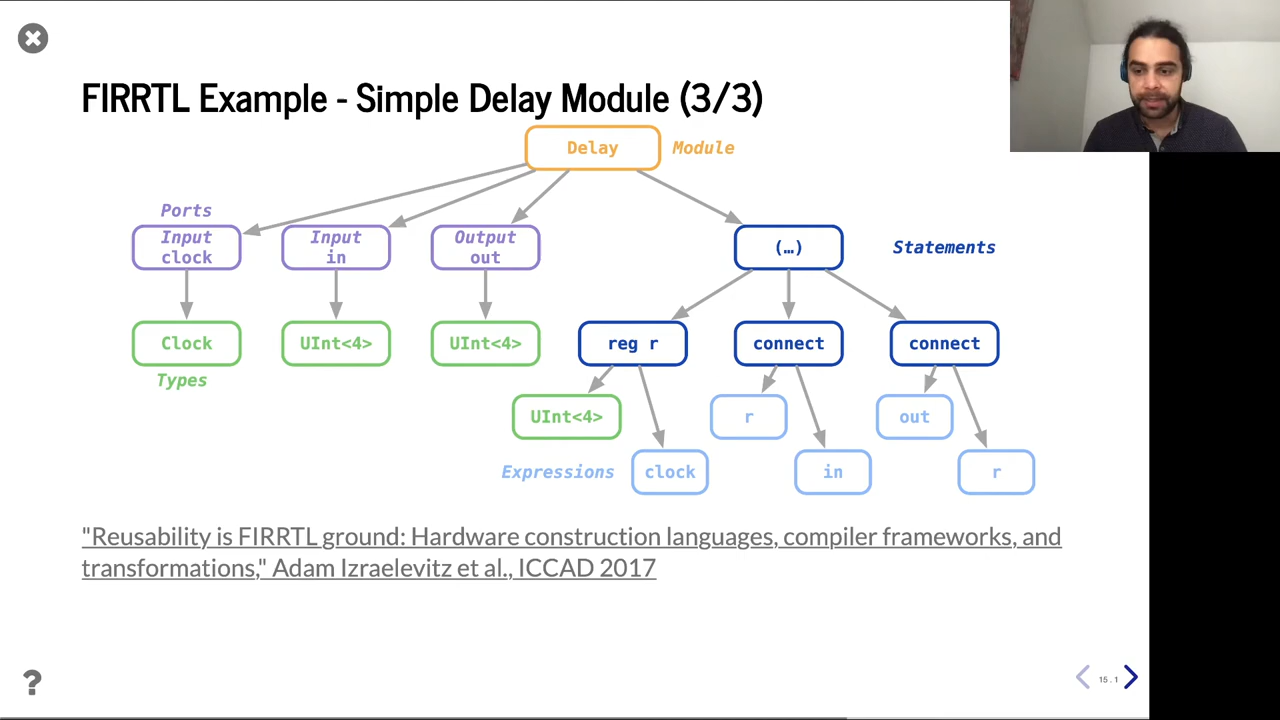 FIRRTL Example - Simple Delay Module (3/3)
Delay
Module
Ports
Input
clock
Input
in
Output
out
(…)
Statements
Clock
UInt<4>
UInt<4>
reg r
connect
connect
Types
UInt<4>
r
out
Expressions
clock
in
r
"Reusability is FIRRTL ground: Hardware construction languages, compiler frameworks, and
transformations," Adam Izraelevitz et al., ICCAD 2017
?
15 . 1